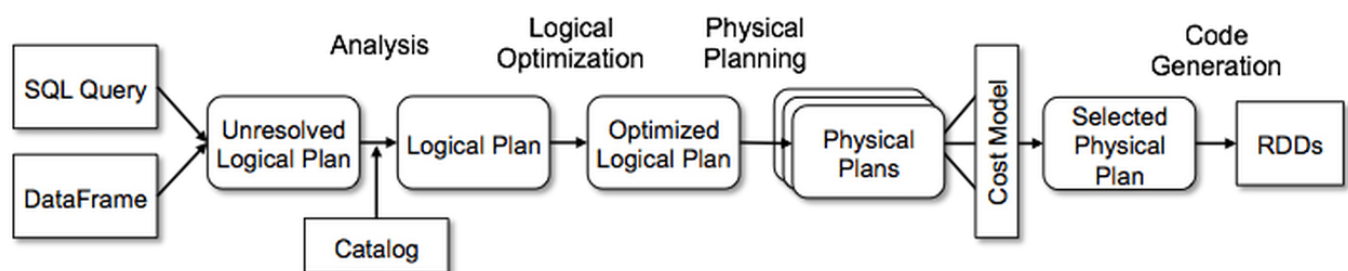 Analysis
Logical
Optimization
Physical
Planning
Code
Generation
SQL Query
DataFrame
Unresolved
Logical Plan
Catalog
Logical Plan
Optimized
Logical Plan
Physical
Plans
Cost Model
Selected
Physical
Plan
RDDs